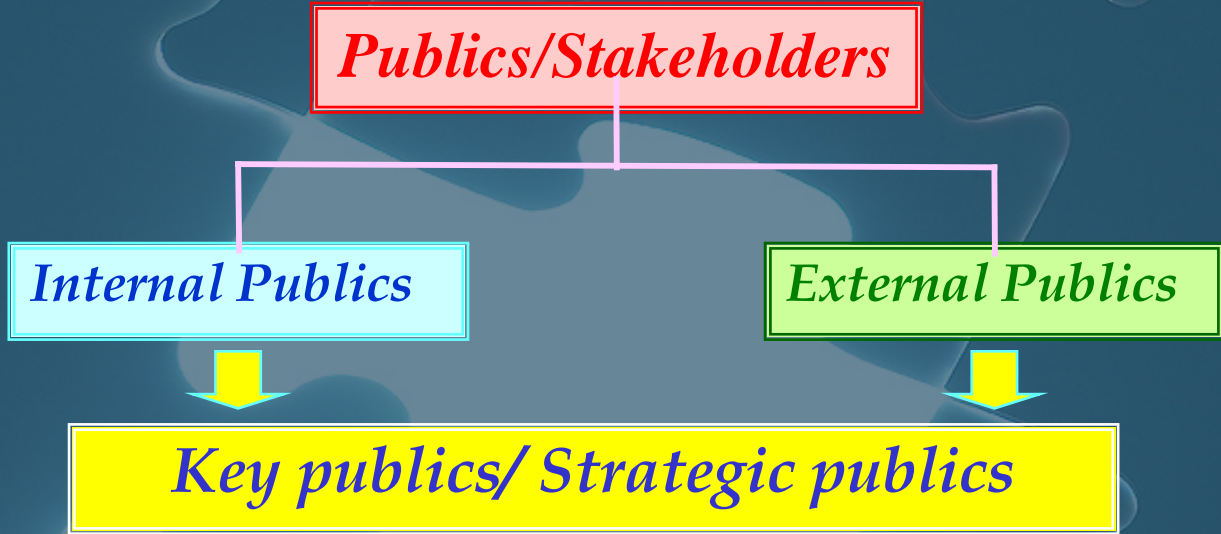 Publics/Stakeholders
Internal Publics
External Publics
Key publics/ Strategic publics